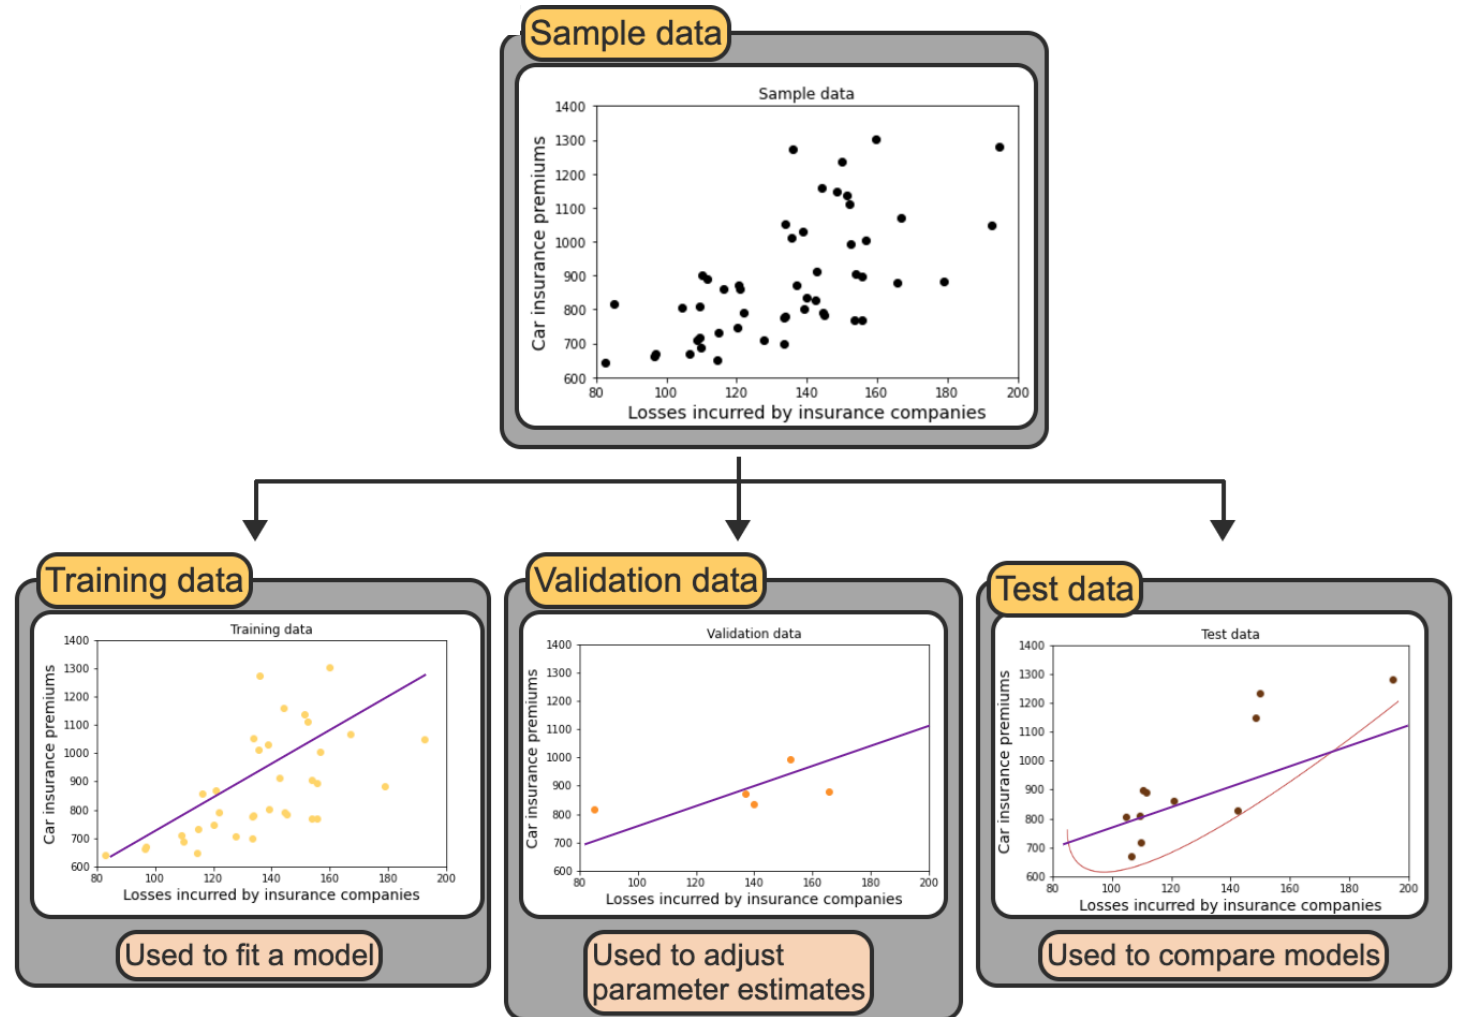 Sample data
Sample data
1400
1300
1200
1100
1000
900
800
700
600
Car insurance premiums
80 100 120 140 160 180 200
Losses incurred by insurance companies
Training data
Training data
1400
1300
1200
1100
1000
900
800
700
600
Car insurance premiums
80 100 120 140 160 180 200
Losses incurred by insurance companies
Used to fit a model
Validation data
Validation data
1400
1300
1200
1100
1000
900
800
700
600
Car insurance premiums
80 100 120 140 160 180 200
Losses incurred by insurance companies
Used to adjust
parameter estimates
Test data
Test data
1400
1300
1200
1100
1000
900
800
700
600
Car insurance premiums
80 100 120 140 160 180 200
Losses incurred by insurance companies
Used to compare models